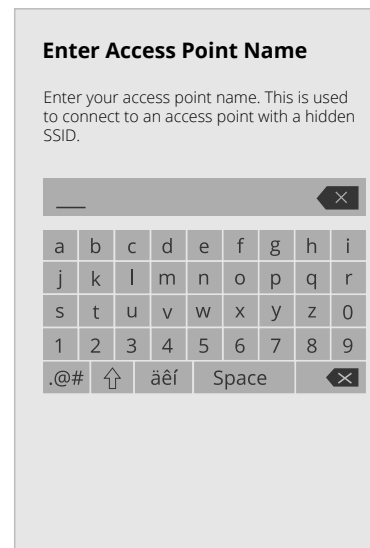 Enter Access Point Name
Enter your access point name. This is used
to connect to an access point with a hidden
SSID.
a b c d e f g h i
j k l m n o p q r
s t u v w x y z 0
1 2 3 4 5 6 7 8 9
.@# äêí Space